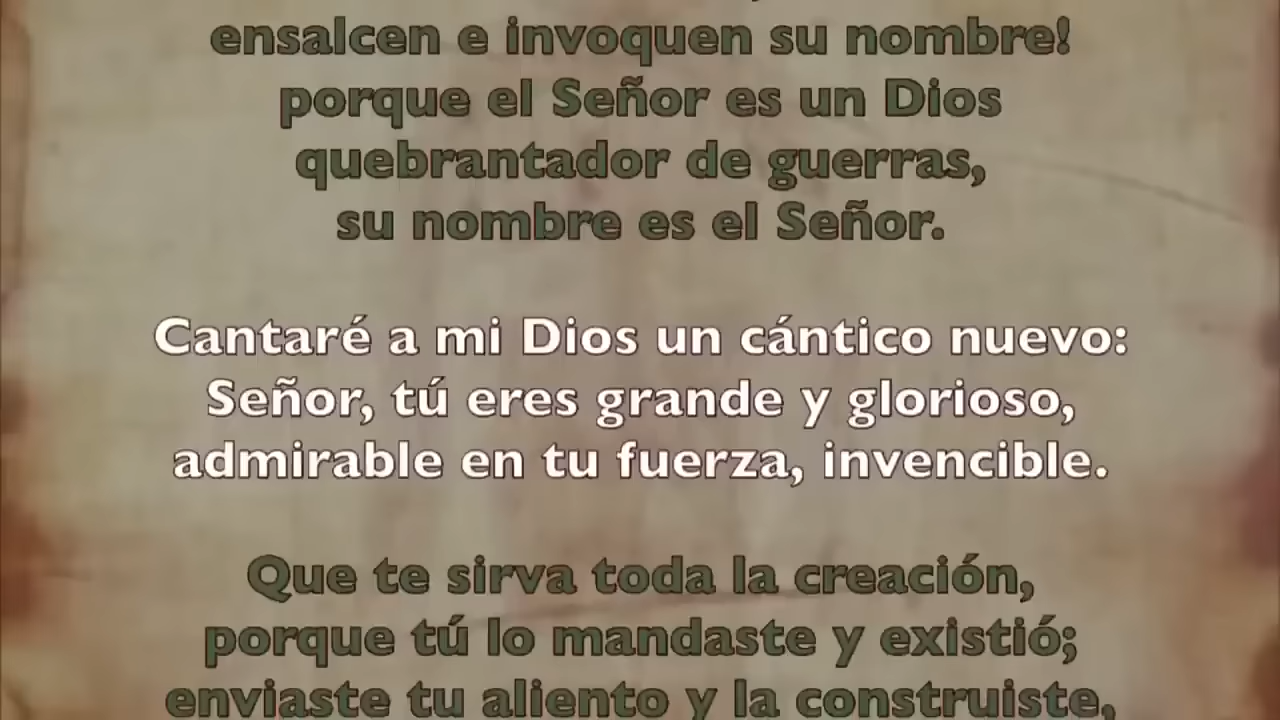 ensalcen e invoquen su nombre!
porque el Señor es un Dios
quebrantador de guerras,
su nombre es el Señor.
Cantaré a mi Dios un cántico nuevo:
Señor, tú eres grande y glorioso,
admirable en tu fuerza, invencible.
Que te sirva toda la creación,
porque tú lo mandaste y existió;
enviaste tu aliento y la construiste,